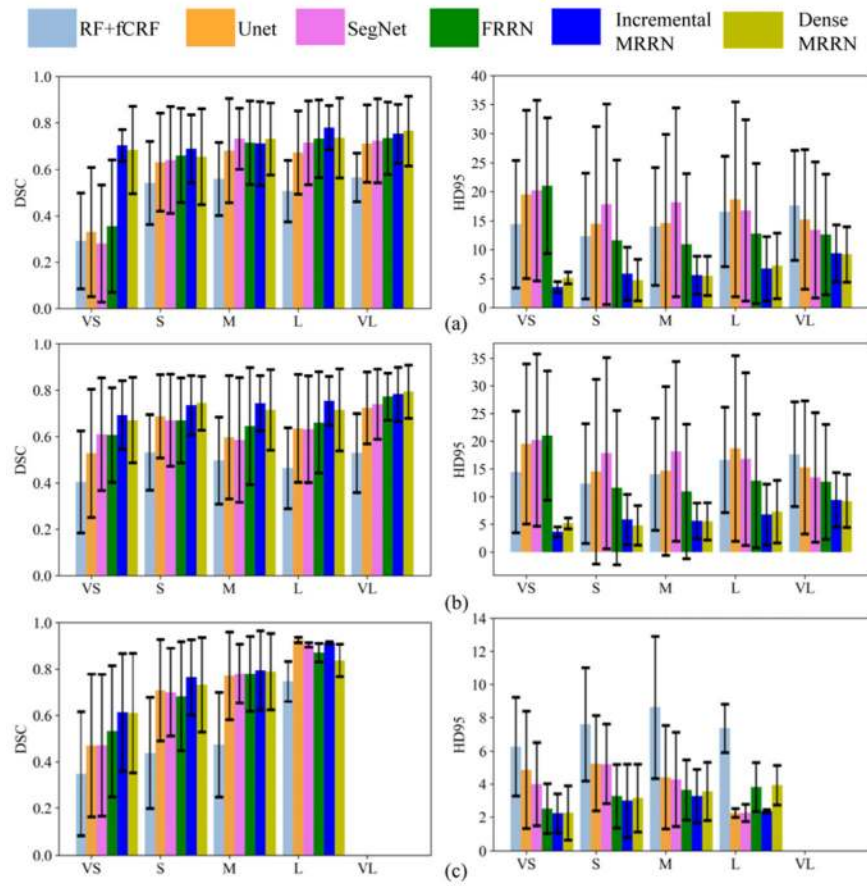 RF+fCRF Unet SegNet FRRN Incremental MRRN Dense MRRN
DSC
1.0
0.8
0.6
0.4
0.2
0.0
VS S M L VL
HD95
40
35
30
25
20
15
10
5
0
VS S M L VL
(a)
DSC
1.0
0.8
0.6
0.4
0.2
0.0
VS S M L VL
HD95
35
30
25
20
15
10
5
0
VS S M L VL
(b)
DSC
1.0
0.8
0.6
0.4
0.2
0.0
VS S M L VL
HD95
14
12
10
8
6
4
2
0
VS S M L VL
(c)